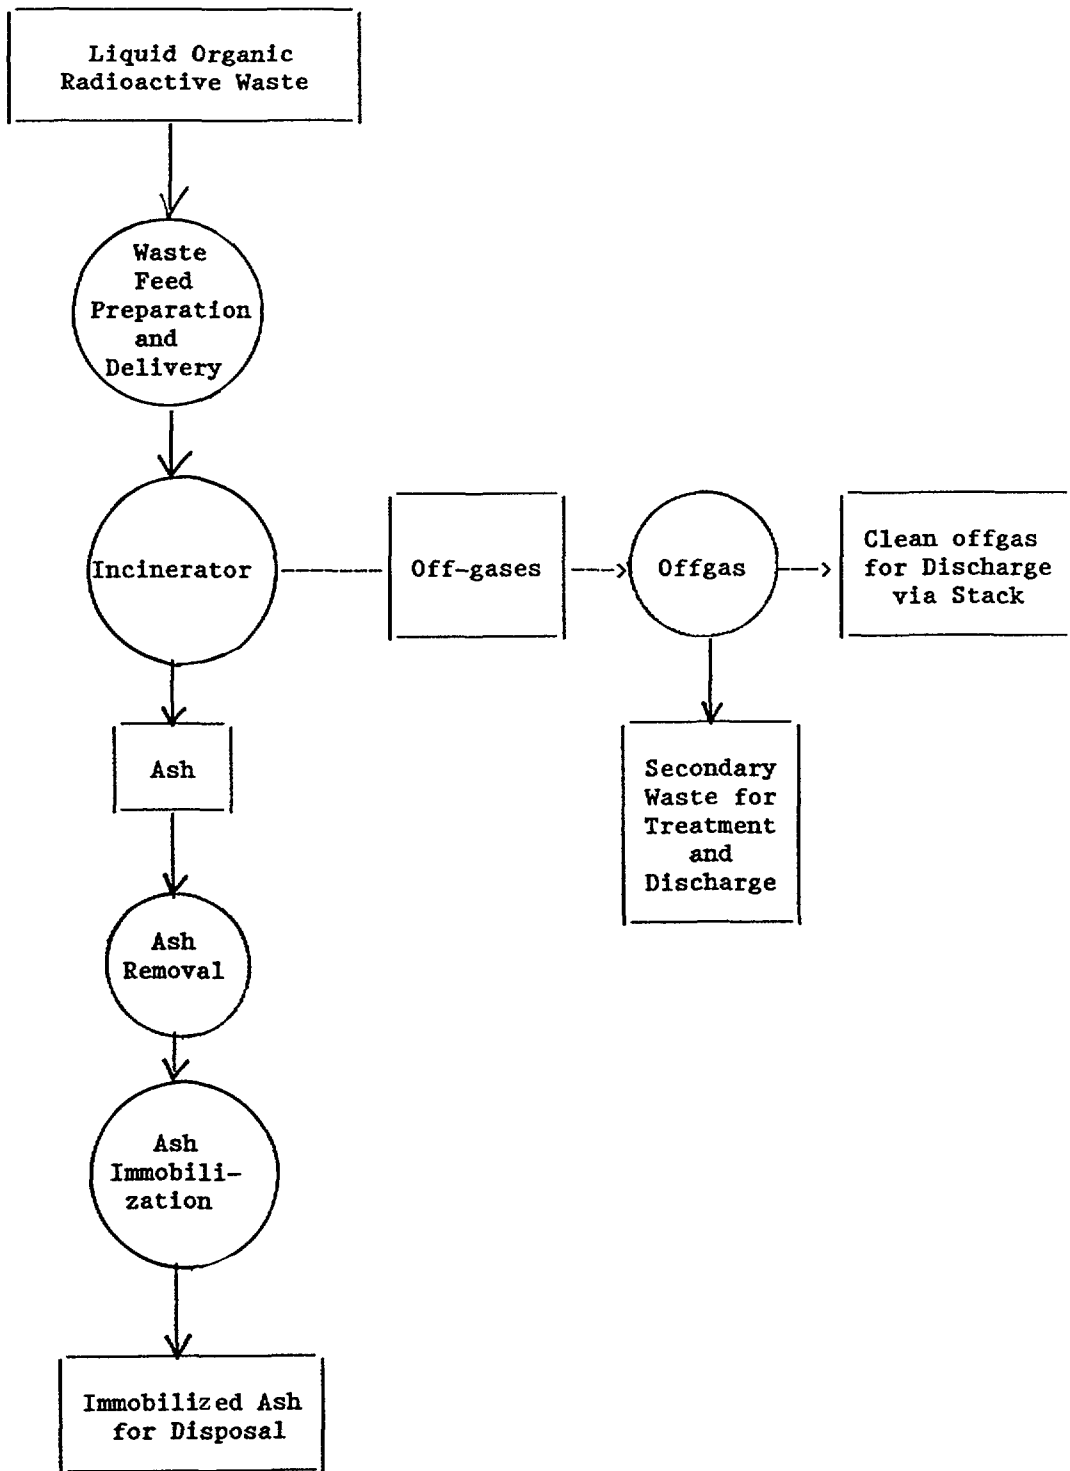 Liquid Organic
Radioactive Waste
Waste
Feed
Preparation
and
Delivery
Incinerator
Off-gases
Offgas
Clean offgas
for Discharge
via Stack
Ash
Secondary
Waste for
Treatment
and
Discharge
Ash
Removal
Ash
Immobili-
zation
Immobilized Ash
for Disposal